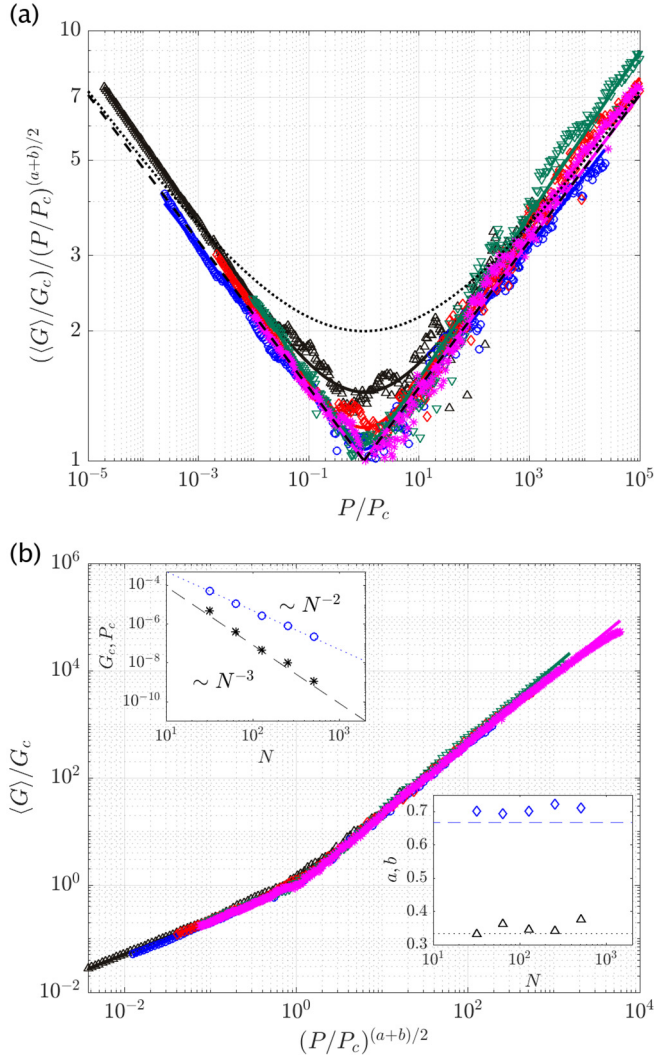 (a)
10
7
5
3
2
1
(⟨G⟩/G_c)/(P/P_c)^{(a+b)/2}
10^{-5} 10^{-3} 10^{-1} 10^1 10^3 10^5
P/P_c
(b)
10^6
10^4
10^2
10^0
10^{-2}
⟨G⟩/G_c
10^{-4}
10^{-6}
10^{-8}
10^{-10}
G_c, P_c
∼ N^{-2}
∼ N^{-3}
10^1 10^2 10^3
N
0.7
0.6
0.5
0.4
0.3
a, b
10^1 10^2 10^3
N
10^{-2} 10^0 10^2 10^4
(P/P_c)^{(a+b)/2}